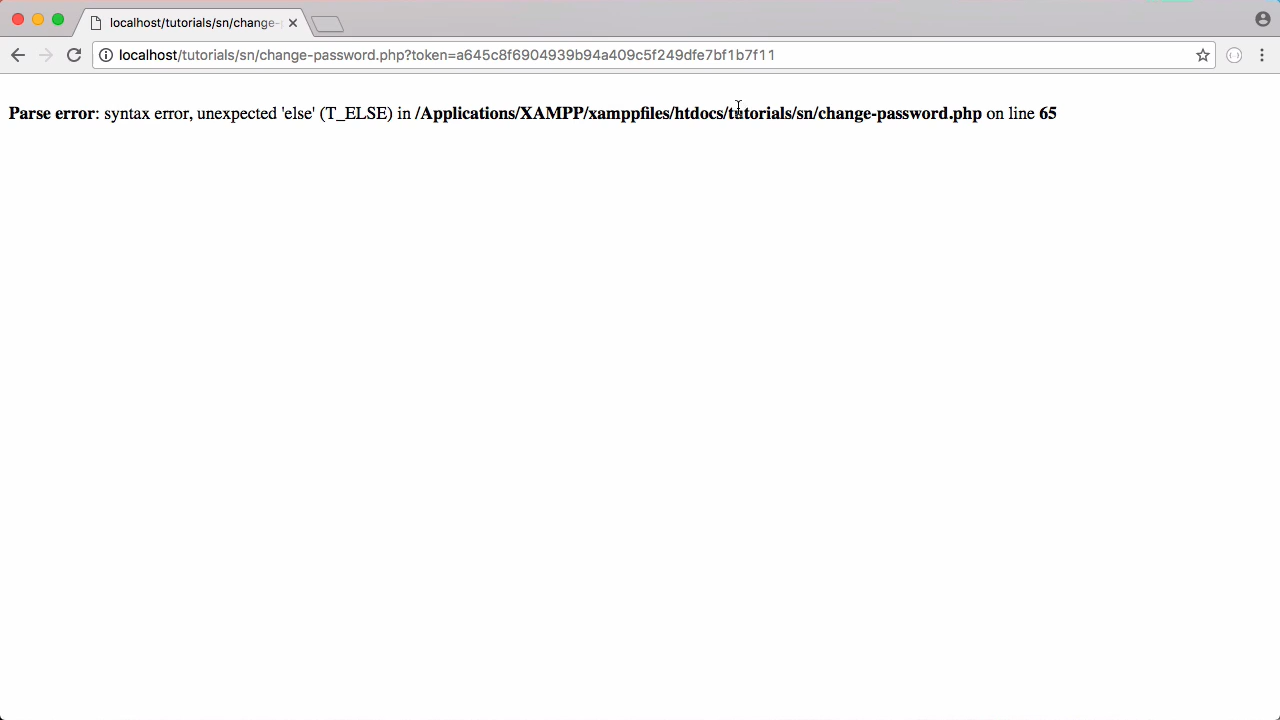 localhost/tutorials/sn/change-
localhost/tutorials/sn/change-password.php?token=a645c8f6904939b94a409c5f249dfe7bf1b7f11
Parse error: syntax error, unexpected 'else' (T_ELSE) in /Applications/XAMPP/xamppfiles/htdocs/tutorials/sn/change-password.php on line 65